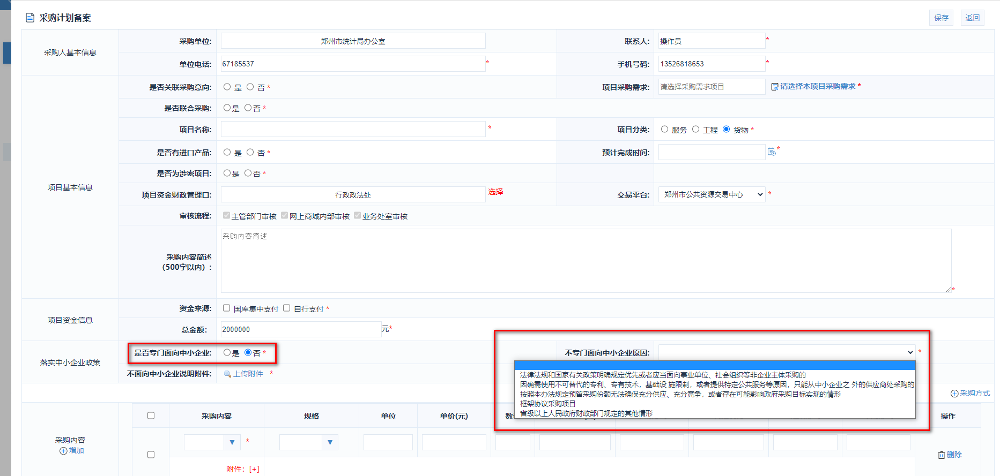 采购计划备案
保存
返回
采购人基本信息
采购单位:
郑州市统计局办公室
联系人:
操作员
*
单位电话:
67185537
*
手机号码:
13526818653
*
项目基本信息
是否关联采购意向:
是 否 *
项目采购需求:
请选择采购需求项目
请选择本项目采购需求 *
是否联合采购:
是 否 *
项目名称:
*
项目分类:
服务 工程 货物 *
是否有进口产品:
是 否 *
预计完成时间:
*
是否为涉密项目:
是 否 *
项目资金财政管理口:
行政政法处
选择
交易平台:
郑州市公共资源交易中心
*
审核流程:
主管部门审核 网上商城内部审核 业务处室审核
采购内容简述
（500字以内）:
采购内容简述
*
项目资金信息
资金来源:
国库集中支付 自行支付 *
总金额:
2000000
元*
落实中小企业政策
是否专门面向中小企业:
是 否 *
不专门面向中小企业原因:
*
不面向中小企业说明附件:
上传附件 *
法律法规和国家有关政策明确规定优先或者应当面向事业单位、社会组织等非企业主体采购的
因确需使用不可替代的专利、专有技术，基础设 施限制，或者提供特定公共服务等原因，只能从中小企业之 外的供应商处采购的
按照本办法规定预留采购份额无法确保充分供应、充分竞争，或者存在可能影响政府采购目标实现的情形
框架协议采购项目
省级以上人民政府财政部门规定的其他情形
采购方式
采购内容
增加
采购内容
规格
单位
单价(元)
操作
*
删除
附件：[+]